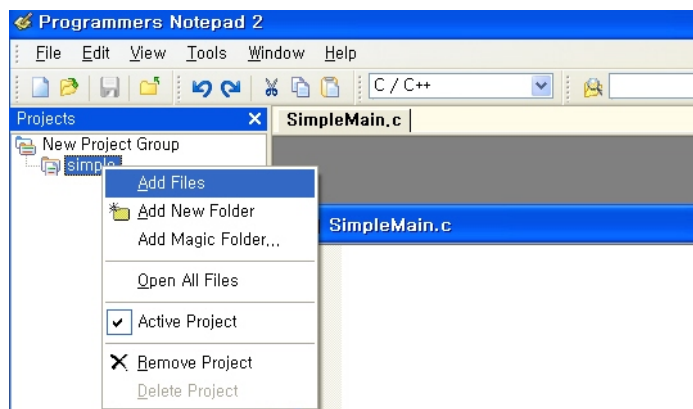 Programmers Notepad 2
File Edit View Tools Window Help
C / C++
Projects
SimpleMain.c
New Project Group
simple
Add Files
Add New Folder
Add Magic Folder...
SimpleMain.c
Open All Files
Active Project
Remove Project
Delete Project